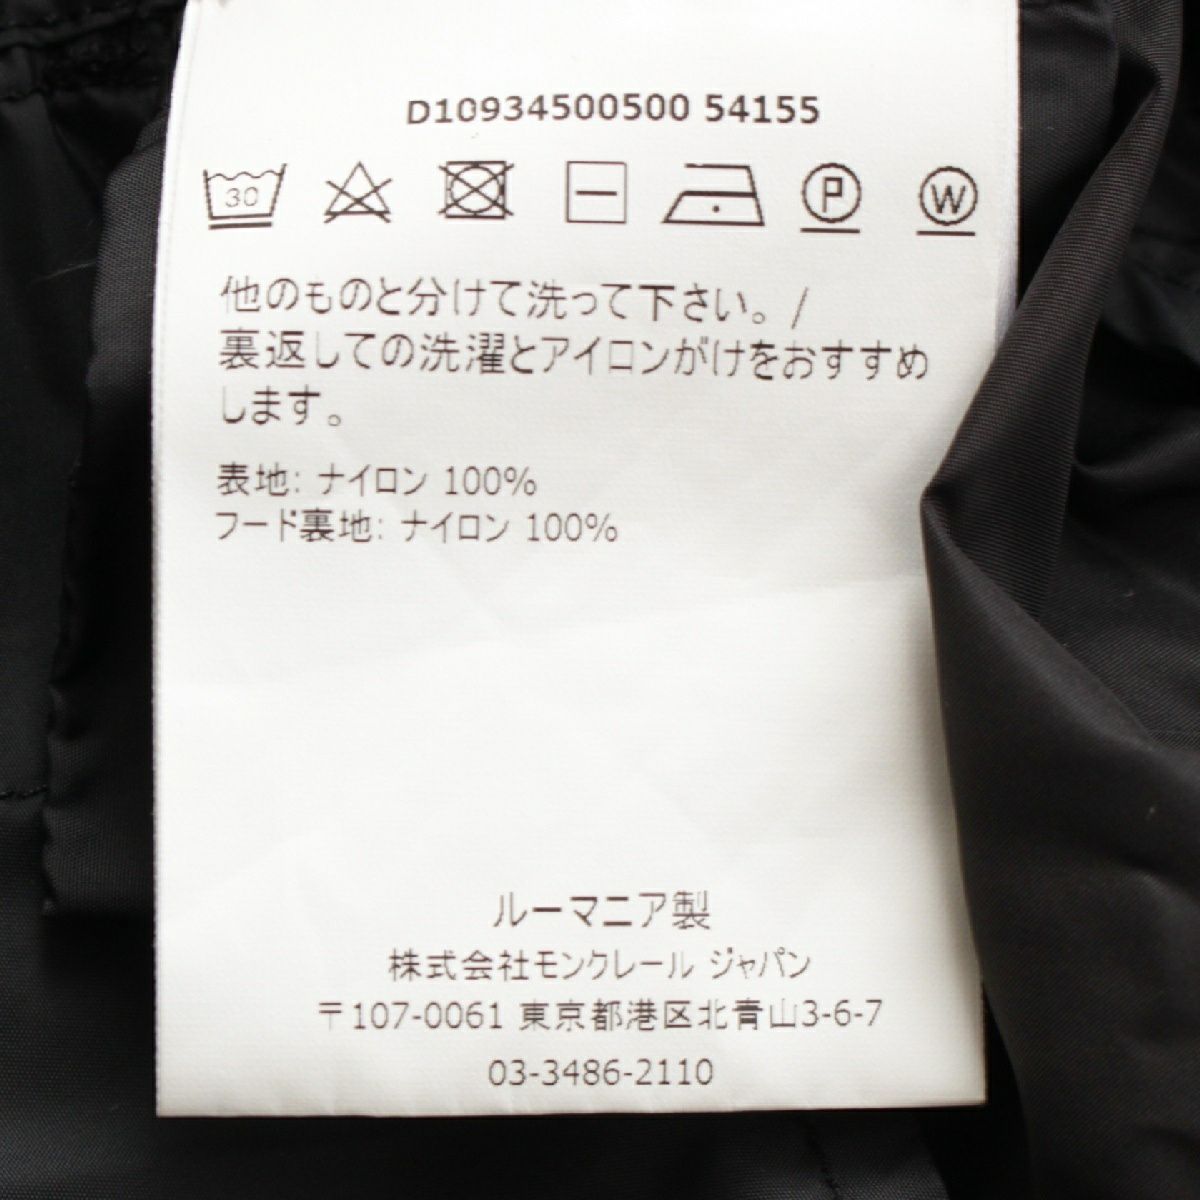 D10934500500 54155
30
P
W
他のものと分けて洗って下さい。/
裏返しての洗濯とアイロンがけをおすすめ
します。
表地: ナイロン 100%
フード裏地: ナイロン 100%
ルーマニア製
株式会社モンクレール ジャパン
〒107-0061 東京都港区北青山3-6-7
03-3486-2110